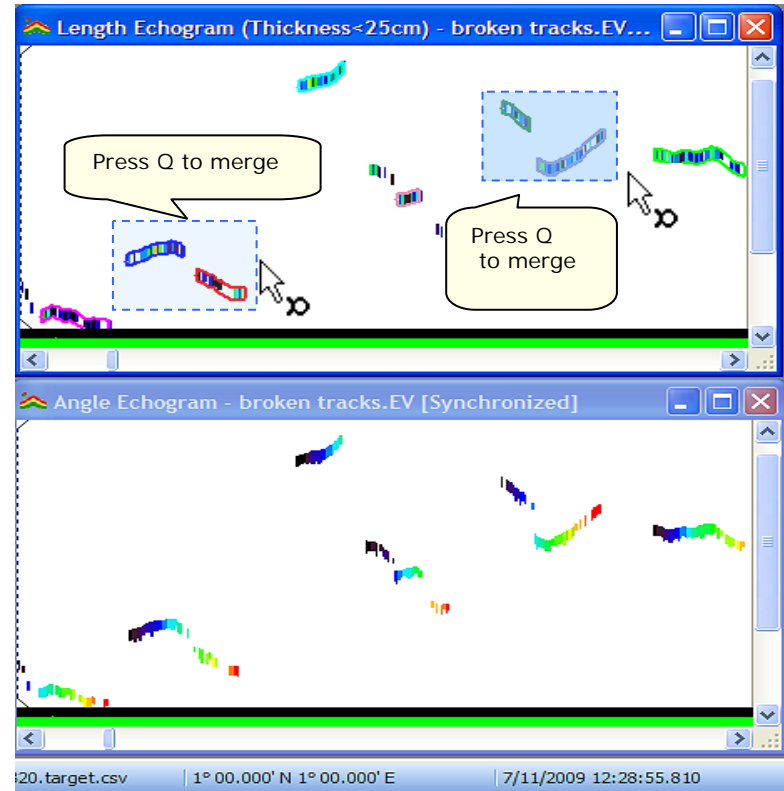 Length Echogram (Thickness<25cm) - broken tracks.EV...
Press Q to merge
Press Q
to merge
Angle Echogram - broken tracks.EV [Synchronized]
320.target.csv 1° 00.000' N 1° 00.000' E 7/11/2009 12:28:55.810